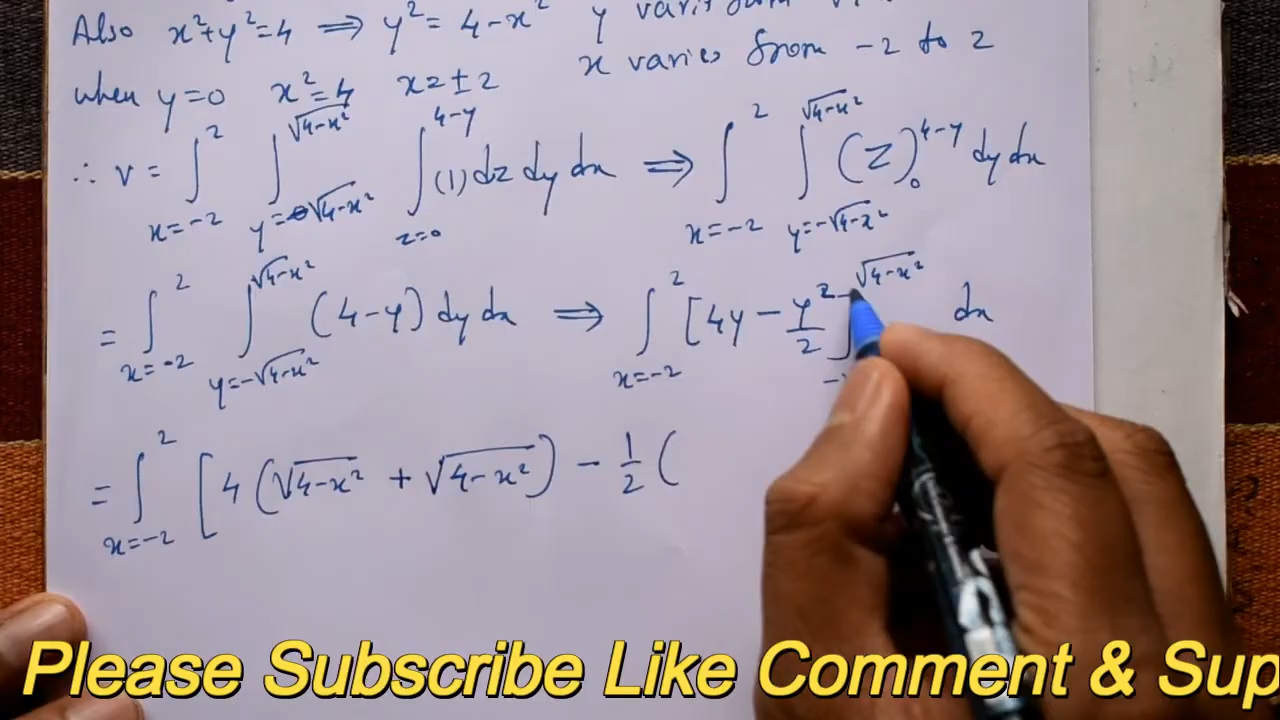 Also x²+y²=4 ⟹ y² = 4-x² y
when y=0 x²=4 x=±2 x varies from -2 to 2
∴ v = ∫_{x=-2}^{2} ∫_{y=-√4-x²}^{√4-x²} ∫_{z=0}^{4-y} (1) dz dy dx ⟹ ∫_{x=-2}^{2} ∫_{y=-√4-x²}^{√4-x²} (z)_0^{4-y} dy dx
= ∫_{x=-2}^{2} ∫_{y=-√4-x²}^{√4-x²} (4-y) dy dx ⟹ ∫_{x=-2}^{2} [4y - y²/2]^{√4-x²} dx
= ∫_{x=-2}^{2} [4(√4-x² + √4-x²) - 1/2 (
Please Subscribe Like Comment & Sup